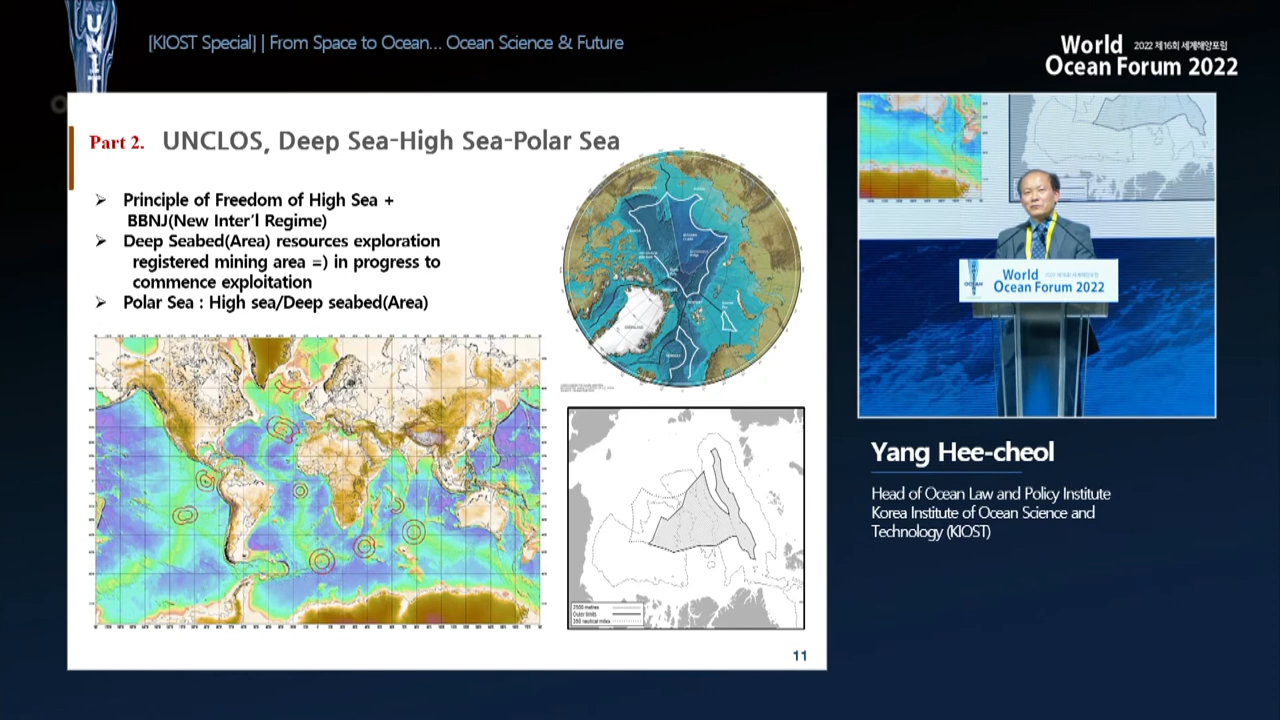 UNIT
[KIOST Special] | From Space to Ocean... Ocean Science & Future
World 2022 제16회 세계해양포럼
Ocean Forum 2022
Part 2. UNCLOS, Deep Sea-High Sea-Polar Sea
➢ Principle of Freedom of High Sea +
BBNJ(New Inter'l Regime)
➢ Deep Seabed(Area) resources exploration
registered mining area =) in progress to
commence exploitation
➢ Polar Sea : High sea/Deep seabed(Area)
2500 metres
Outer limits
350 nautical miles
11
World
Ocean Forum 2022
Yang Hee-cheol
Head of Ocean Law and Policy Institute
Korea Institute of Ocean Science and
Technology (KIOST)